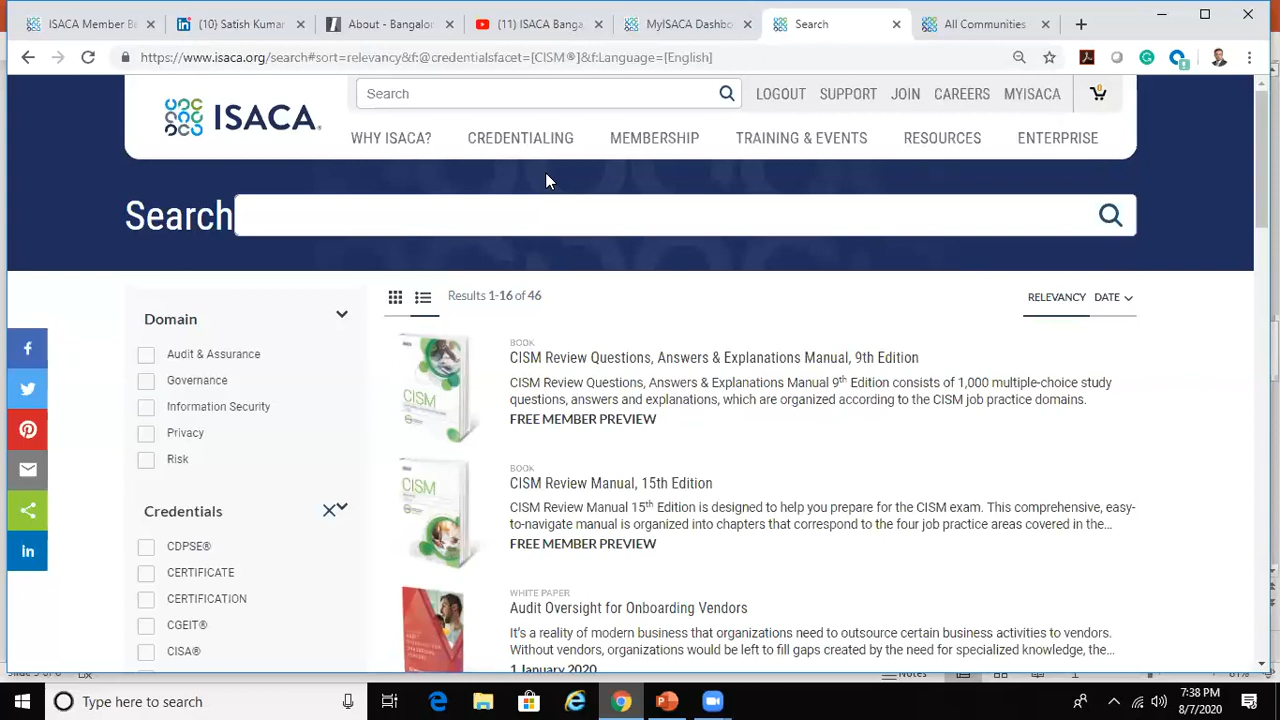 ISACA Member B
(10) Satish Kumar
About - Bangalor
(11) ISACA Banga
MyISACA Dashbo
Search
All Communities
https://www.isaca.org/search#sort=relevancy&f:@credentialsfacet=[CISM®]&f:Language=[English]
Search
LOGOUT
SUPPORT
JOIN
CAREERS
MYISACA
0
ISACA
WHY ISACA?
CREDENTIALING
MEMBERSHIP
TRAINING & EVENTS
RESOURCES
ENTERPRISE
Search
Domain
Audit & Assurance
Governance
Information Security
Privacy
Risk
Credentials
CDPSE®
CERTIFICATE
CERTIFICATION
CGEIT®
CISA®
Results 1-16 of 46
RELEVANCY DATE
CISM
BOOK
CISM Review Questions, Answers & Explanations Manual, 9th Edition
CISM Review Questions, Answers & Explanations Manual 9th Edition consists of 1,000 multiple-choice study
questions, answers and explanations, which are organized according to the CISM job practice domains.
FREE MEMBER PREVIEW
CISM
BOOK
CISM Review Manual, 15th Edition
CISM Review Manual 15th Edition is designed to help you prepare for the CISM exam. This comprehensive, easy-
to-navigate manual is organized into chapters that correspond to the four job practice areas covered in the...
FREE MEMBER PREVIEW
WHITE PAPER
Audit Oversight for Onboarding Vendors
It's a reality of modern business that organizations need to outsource certain business activities to vendors.
Without vendors, organizations would be left to fill gaps created by the need for specialized knowledge, the...
1 January 2020
Notes
81%
Type here to search
7:38 PM
8/7/2020